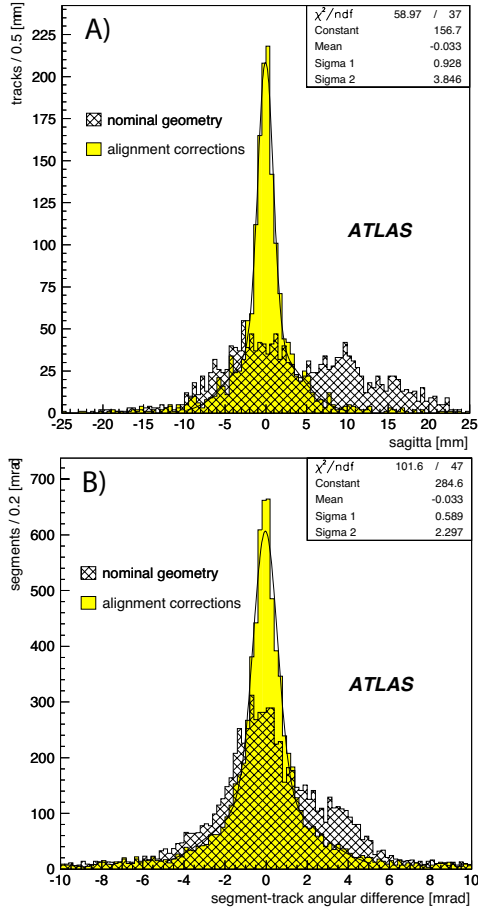 A)
tracks / 0.5 [mm]
χ²/ndf 58.97 / 37
Constant 156.7
Mean -0.033
Sigma 1 0.928
Sigma 2 3.846
nominal geometry
alignment corrections
ATLAS
225
200
175
150
125
100
75
50
25
0
-25 -20 -15 -10 -5 0 5 10 15 20 25
sagitta [mm]
B)
segments / 0.2 [mrad]
χ²/ndf 101.6 / 47
Constant 284.6
Mean -0.033
Sigma 1 0.589
Sigma 2 2.297
nominal geometry
alignment corrections
ATLAS
700
600
500
400
300
200
100
0
-10 -8 -6 -4 -2 0 2 4 6 8 10
segment-track angular difference [mrad]